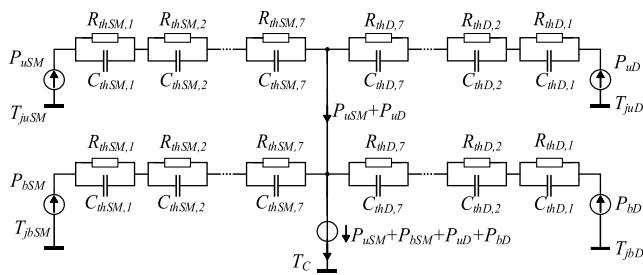 R_thSM,1 R_thSM,2 R_thSM,7 R_thD,7 R_thD,2 R_thD,1
P_uSM P_uD
C_thSM,1 C_thSM,2 C_thSM,7 C_thD,7 C_thD,2 C_thD,1
T_juSM T_juD
P_uSM+P_uD
R_thSM,1 R_thSM,2 R_thSM,7 R_thD,7 R_thD,2 R_thD,1
P_bSM P_bD
C_thSM,1 C_thSM,2 C_thSM,7 C_thD,7 C_thD,2 C_thD,1
T_jbSM P_uSM+P_bSM+P_uD+P_bD T_jbD
T_C